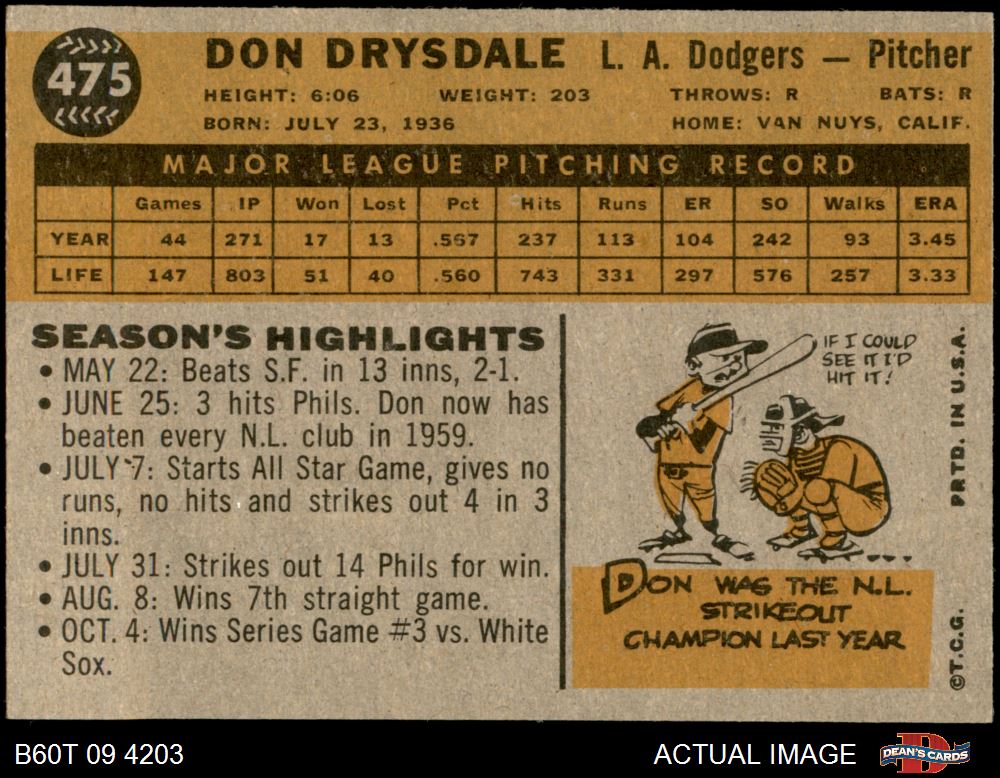 475
DON DRYSDALE L. A. Dodgers — Pitcher
HEIGHT: 6:06 WEIGHT: 203 THROWS: R BATS: R
BORN: JULY 23, 1936 HOME: VAN NUYS, CALIF.
MAJOR LEAGUE PITCHING RECORD
Games IP Won Lost Pct Hits Runs ER SO Walks ERA
YEAR 44 271 17 13 .567 237 113 104 242 93 3.45
LIFE 147 803 51 40 .560 743 331 297 576 257 3.33
SEASON'S HIGHLIGHTS
• MAY 22: Beats S.F. in 13 inns, 2-1.
• JUNE 25: 3 hits Phils. Don now has
beaten every N.L. club in 1959.
• JULY 7: Starts All Star Game, gives no
runs, no hits and strikes out 4 in 3
inns.
• JULY 31: Strikes out 14 Phils for win.
• AUG. 8: Wins 7th straight game.
• OCT. 4: Wins Series Game #3 vs. White
Sox.
IF I COULD
SEE IT I'D
HIT IT!
DON WAS THE N.L.
STRIKEOUT
CHAMPION LAST YEAR
©T.C.G. PRTD. IN U.S.A.
B60T 09 4203 ACTUAL IMAGE DEAN'S CARDS